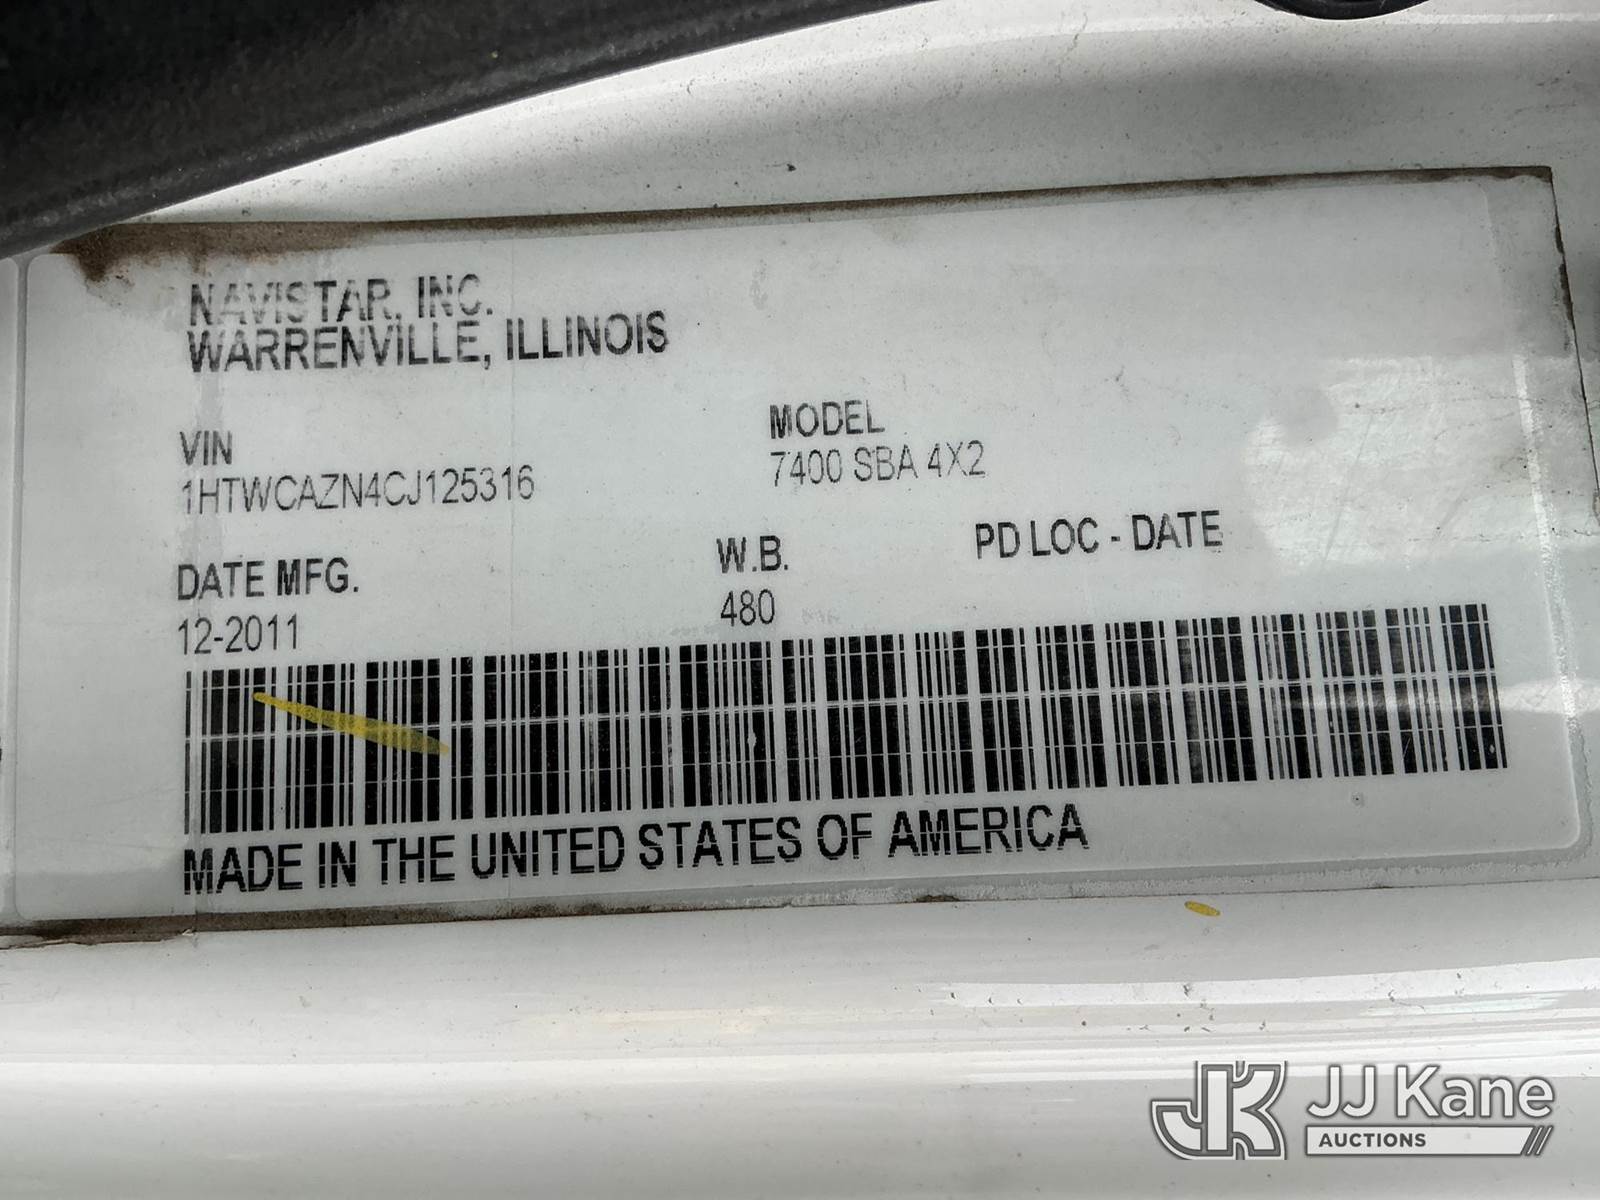 NAVISTAR, INC.
WARRENVILLE, ILLINOIS
VIN
1HTWCAZN4CJ125316
MODEL
7400 SBA 4X2
DATE MFG.
12-2011
W.B.
480
PD LOC - DATE
MADE IN THE UNITED STATES OF AMERICA
JK JJ Kane
AUCTIONS